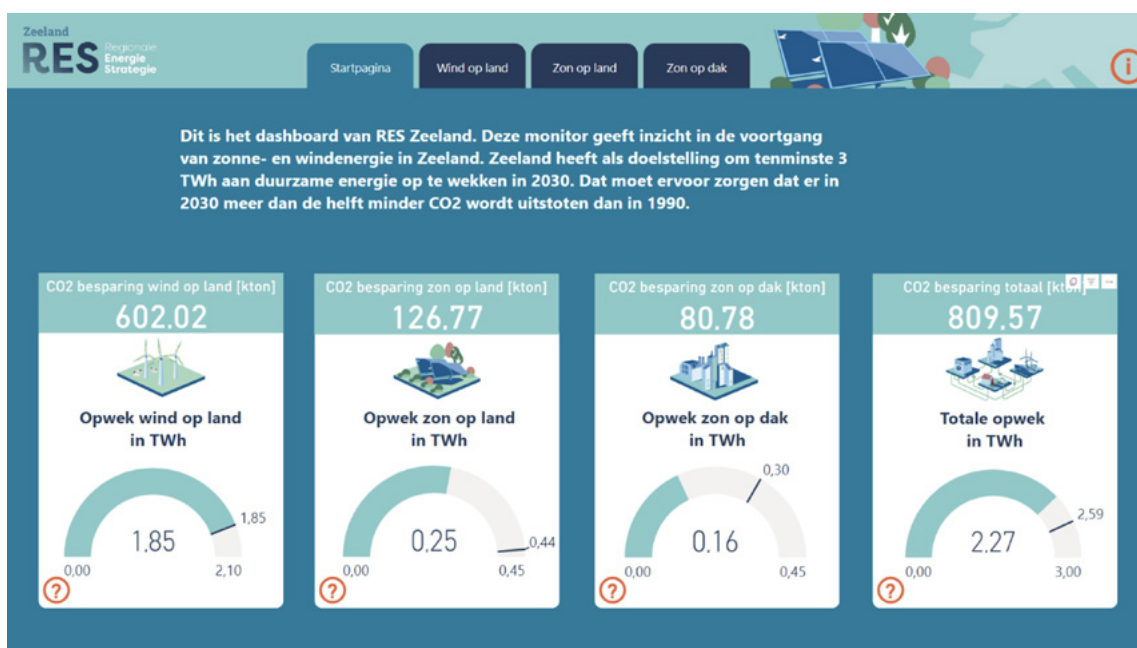 Zeeland
RES Regionale
Energie
Strategie
Startpagina
Wind op land
Zon op land
Zon op dak
i
Dit is het dashboard van RES Zeeland. Deze monitor geeft inzicht in de voortgang
van zonne- en windenergie in Zeeland. Zeeland heeft als doelstelling om tenminste 3
TWh aan duurzame energie op te wekken in 2030. Dat moet ervoor zorgen dat er in
2030 meer dan de helft minder CO2 wordt uitstoten dan in 1990.
CO2 besparing wind op land [kton]
602.02
Opwek wind op land
in TWh
1,85
1.85
0,00
2,10
?
CO2 besparing zon op land [kton]
126.77
Opwek zon op land
in TWh
0.25
0,44
0,00
0,45
?
CO2 besparing zon op dak [kton]
80.78
Opwek zon op dak
in TWh
0,30
0.16
0,00
0,45
?
CO2 besparing totaal [kton]
809.57
Totale opwek
in TWh
2,59
2.27
0,00
3,00
?